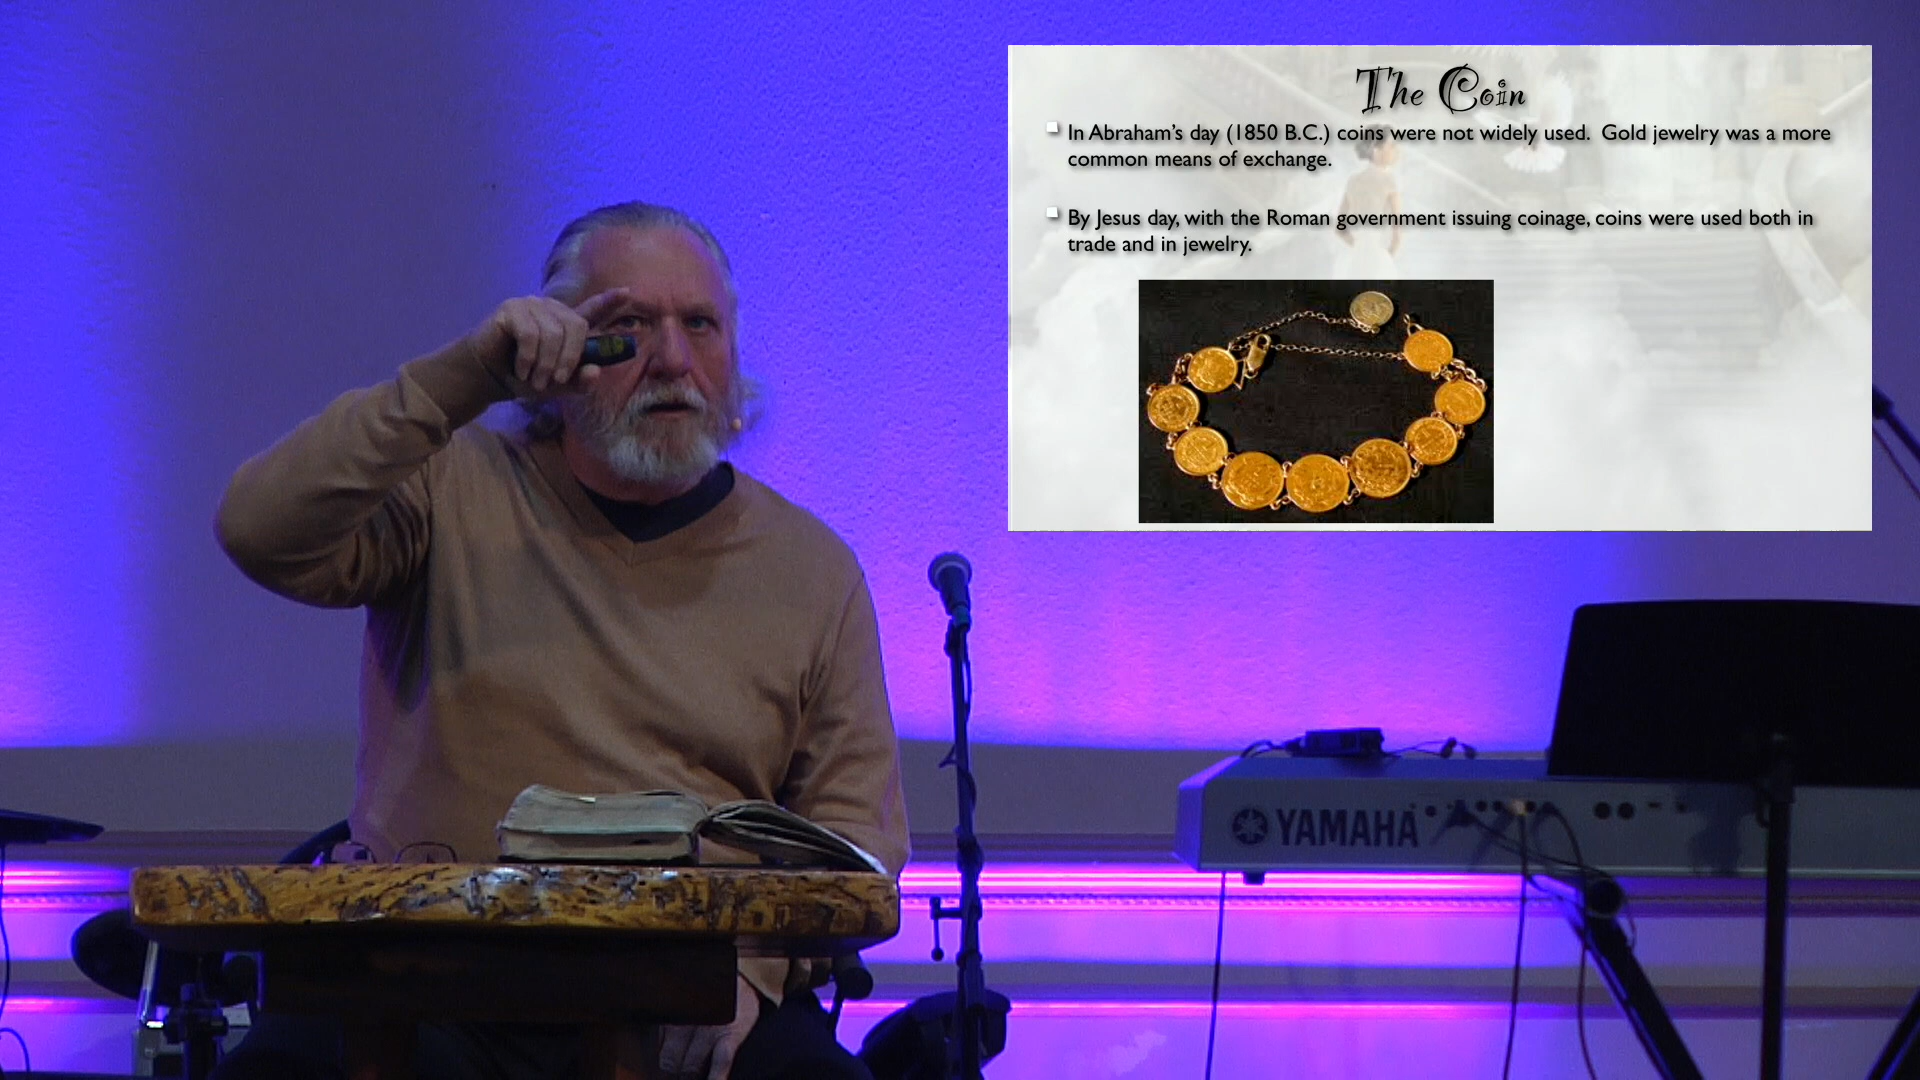 The Coin
In Abraham's day (1850 B.C.) coins were not widely used. Gold jewelry was a more
common means of exchange.
By Jesus day, with the Roman government issuing coinage, coins were used both in
trade and in jewelry.
YAMAHA